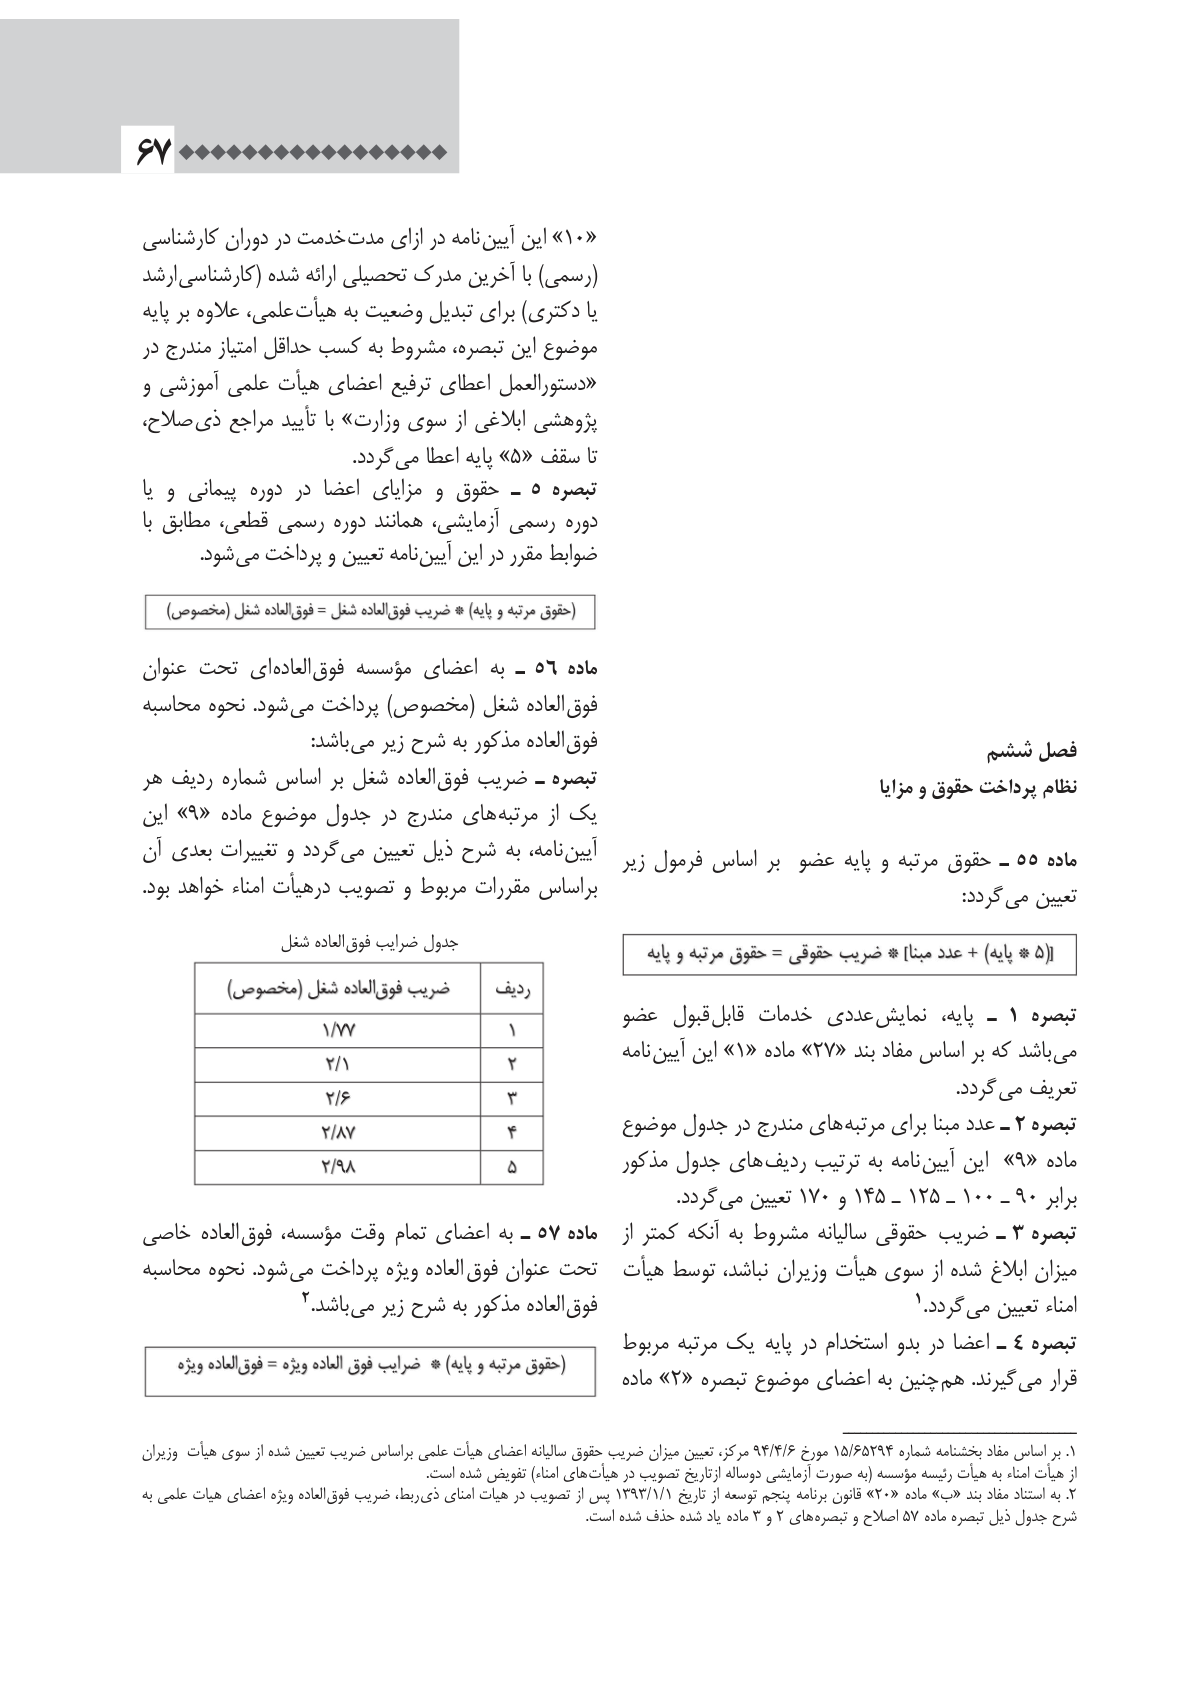 ۶۷
فصل ششم
نظام پرداخت حقوق و مزایا
ماده ۵۵ ـ حقوق مرتبه و پایه عضو بر اساس فرمول زیر
تعیین می‌گردد:
[(۵ * پایه) + عدد مبنا] * ضریب حقوقی = حقوق مرتبه و پایه
تبصره ۱ ـ پایه، نمایش‌عددی خدمات قابل‌قبول عضو
می‌باشد که بر اساس مفاد بند «۲۷» ماده «۱» این آیین‌نامه
تعریف می‌گردد.
تبصره ۲ ـ عدد مبنا برای مرتبه‌های مندرج در جدول موضوع
ماده «۹» این آیین‌نامه به ترتیب ردیف‌های جدول مذکور
برابر ۹۰ ـ ۱۰۰ ـ ۱۲۵ ـ ۱۴۵ و ۱۷۰ تعیین می‌گردد.
تبصره ۳ ـ ضریب حقوقی سالیانه مشروط به آنکه کمتر از
میزان ابلاغ شده از سوی هیأت وزیران نباشد، توسط هیأت
امناء تعیین می‌گردد.۱
تبصره ٤ ـ اعضا در بدو استخدام در پایه یک مرتبه مربوط
قرار می‌گیرند. هم‌چنین به اعضای موضوع تبصره «۲» ماده
«۱۰» این آیین‌نامه در ازای مدت‌خدمت در دوران کارشناسی
(رسمی) با آخرین مدرک تحصیلی ارائه شده (کارشناسی‌ارشد
یا دکتری) برای تبدیل وضعیت به هیأت‌علمی، علاوه بر پایه
موضوع این تبصره، مشروط به کسب حداقل امتیاز مندرج در
«دستورالعمل اعطای ترفیع اعضای هیأت علمی آموزشی و
پژوهشی ابلاغی از سوی وزارت» با تأیید مراجع ذی‌صلاح،
تا سقف «۵» پایه اعطا می‌گردد.
تبصره ۵ ـ حقوق و مزایای اعضا در دوره پیمانی و یا
دوره رسمی آزمایشی، همانند دوره رسمی قطعی، مطابق با
ضوابط مقرر در این آیین‌نامه تعیین و پرداخت می‌شود.
(حقوق مرتبه و پایه) * ضریب فوق‌العاده شغل = فوق‌العاده شغل (مخصوص)
ماده ٥٦ ـ به اعضای مؤسسه فوق‌العاده‌ای تحت عنوان
فوق‌العاده شغل (مخصوص) پرداخت می‌شود. نحوه محاسبه
فوق‌العاده مذکور به شرح زیر می‌باشد:
تبصره ـ ضریب فوق‌العاده شغل بر اساس شماره ردیف هر
یک از مرتبه‌های مندرج در جدول موضوع ماده «۹» این
آیین‌نامه، به شرح ذیل تعیین می‌گردد و تغییرات بعدی آن
براساس مقررات مربوط و تصویب درهیأت امناء خواهد بود.
جدول ضرایب فوق‌العاده شغل
ردیف ضریب فوق‌العاده شغل (مخصوص)
۱ ۱/۷۷
۲ ۲/۱
۳ ۲/۶
۴ ۲/۸۷
۵ ۲/۹۸
ماده ۵۷ ـ به اعضای تمام وقت مؤسسه، فوق‌العاده خاصی
تحت عنوان فوق‌العاده ویژه پرداخت می‌شود. نحوه محاسبه
فوق‌العاده مذکور به شرح زیر می‌باشد.۲
(حقوق مرتبه و پایه) * ضرایب فوق العاده ویژه = فوق‌العاده ویژه
۱. بر اساس مفاد بخشنامه شماره ۱۵/۶۵۲۹۴ مورخ ۹۴/۴/۶ مرکز، تعیین میزان ضریب حقوق سالیانه اعضای هیأت علمی براساس ضریب تعیین شده از سوی هیأت وزیران
از هیأت امناء به هیأت رئیسه مؤسسه (به صورت آزمایشی دوساله ازتاریخ تصویب در هیأت‌های امناء) تفویض شده است.
۲. به استناد مفاد بند «ب» ماده «۲۰» قانون برنامه پنجم توسعه از تاریخ ۱۳۹۳/۱/۱ پس از تصویب در هیات امنای ذی‌ربط، ضریب فوق‌العاده ویژه اعضای هیات علمی به
شرح جدول ذیل تبصره ماده ۵۷ اصلاح و تبصره‌های ۲ و ۳ ماده یاد شده حذف شده است.